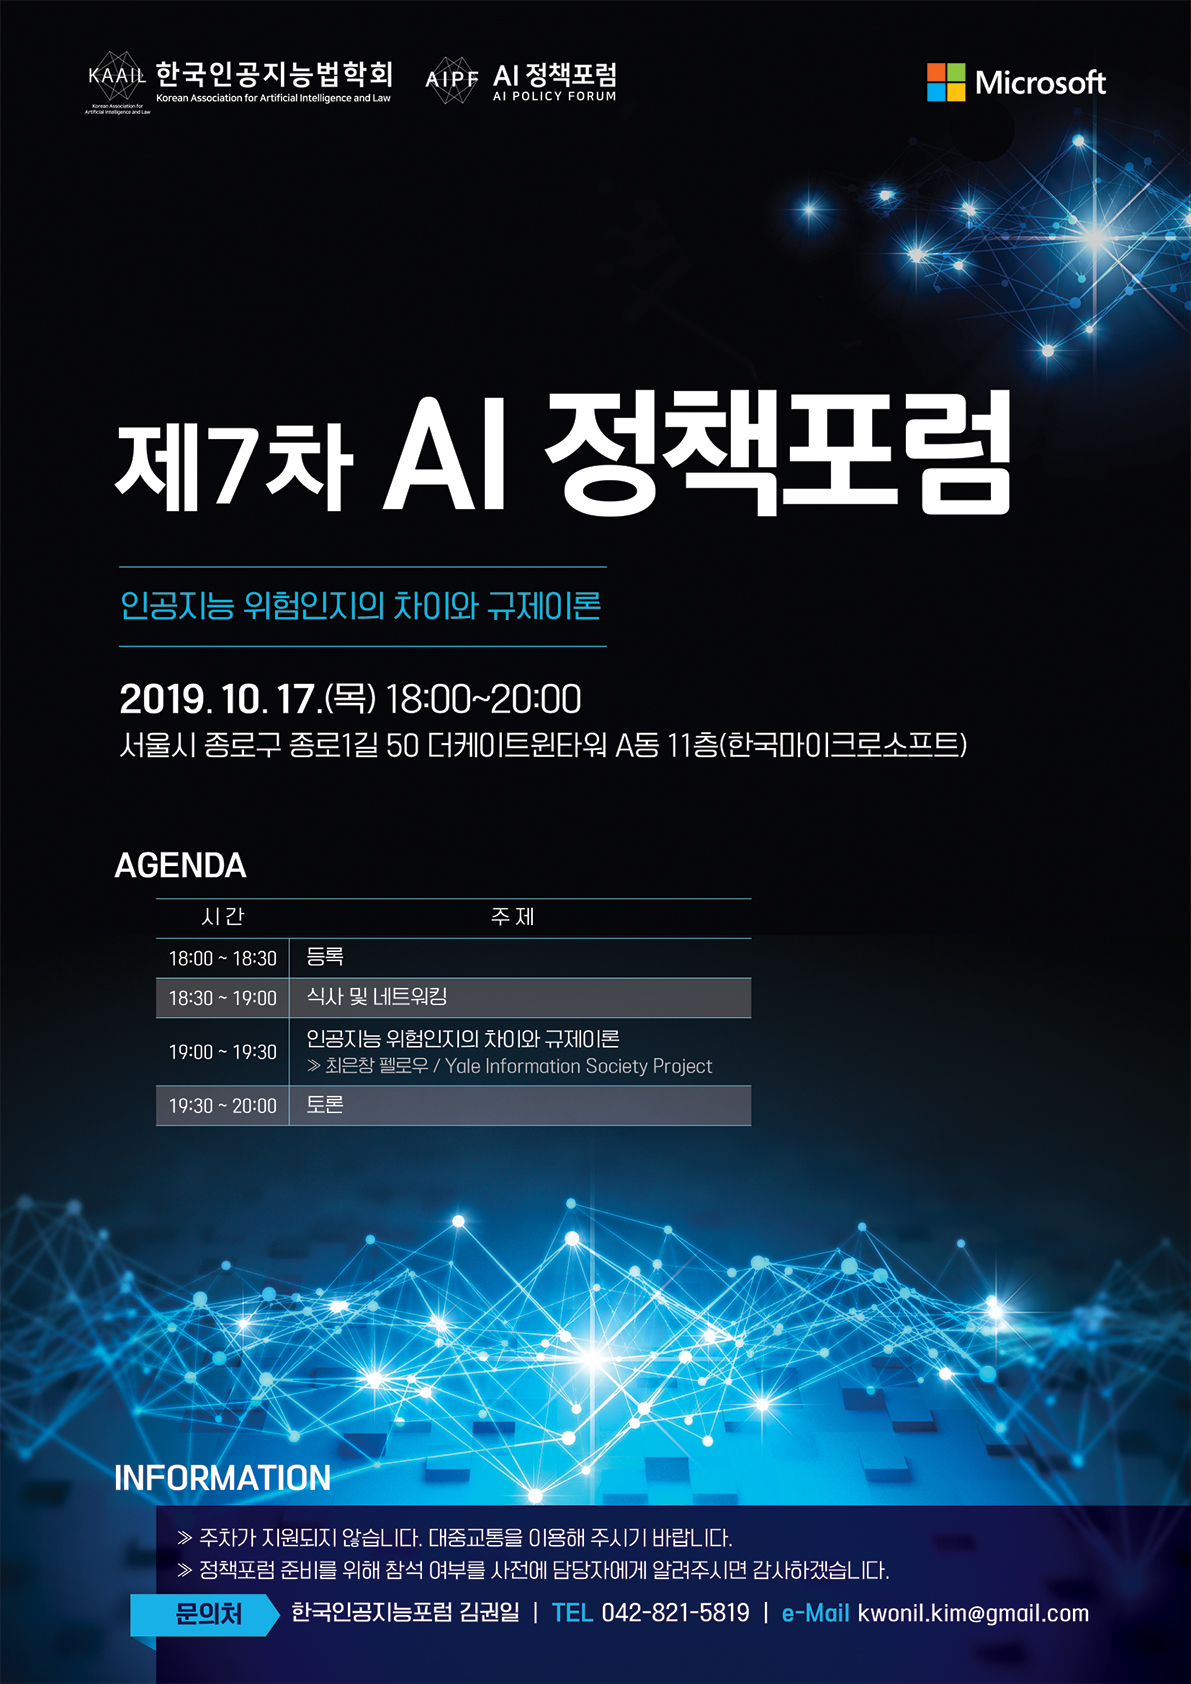 KAAIL
Korean Association for
Artificial Intelligence and Law
한국인공지능법학회
Korean Association for Artificial Intelligence and Law
AIPF
AI 정책포럼
AI POLICY FORUM
Microsoft
제7차 AI 정책포럼
인공지능 위험인지의 차이와 규제이론
2019. 10. 17.(목) 18:00~20:00
서울시 종로구 종로1길 50 더케이트윈타워 A동 11층(한국마이크로소프트)
AGENDA
시 간 주 제
18:00 ~ 18:30 등록
18:30 ~ 19:00 식사 및 네트워킹
19:00 ~ 19:30 인공지능 위험인지의 차이와 규제이론
≫ 최은창 펠로우 / Yale Information Society Project
19:30 ~ 20:00 토론
INFORMATION
≫ 주차가 지원되지 않습니다. 대중교통을 이용해 주시기 바랍니다.
≫ 정책포럼 준비를 위해 참석 여부를 사전에 담당자에게 알려주시면 감사하겠습니다.
문의처 한국인공지능포럼 김권일 | TEL 042-821-5819 | e-Mail kwonil.kim@gmail.com